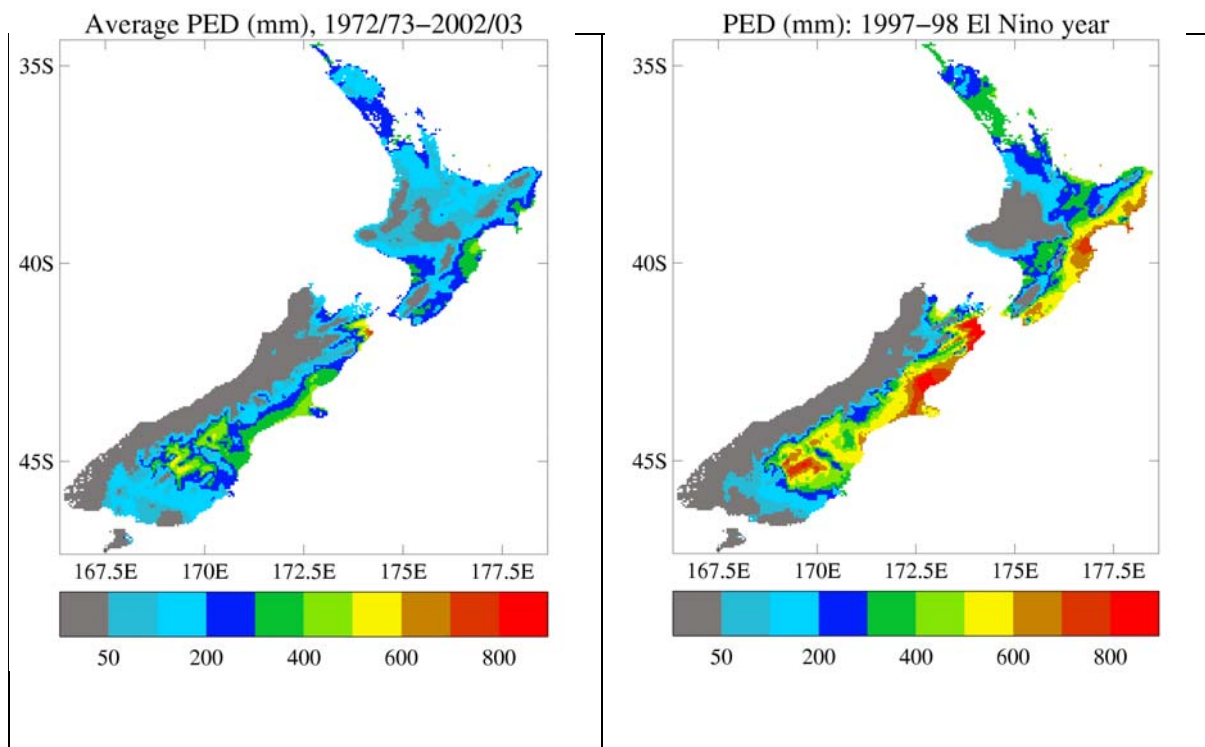 Average PED (mm), 1972/73–2002/03
35S
40S
45S
167.5E 170E 172.5E 175E 177.5E
50 200 400 600 800
PED (mm): 1997–98 El Nino year
35S
40S
45S
167.5E 170E 172.5E 175E 177.5E
50 200 400 600 800